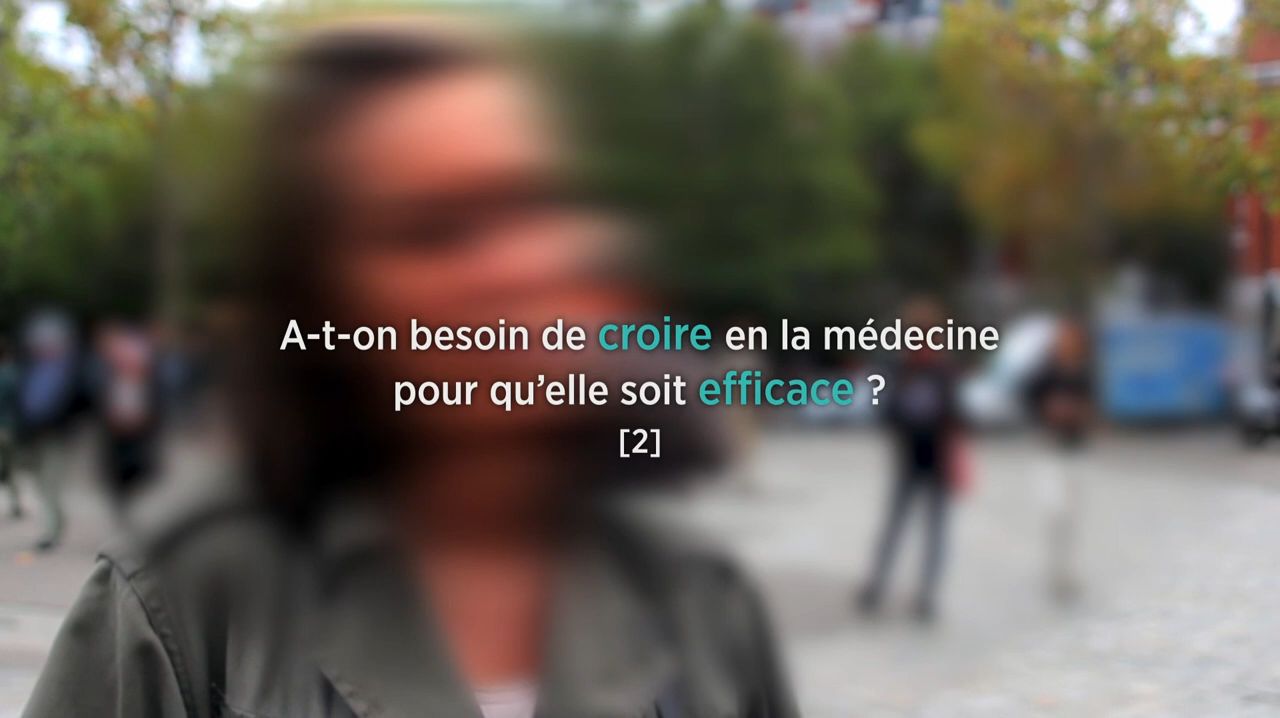 A-t-on besoin de croire en la médecine
pour qu’elle soit efficace ?
[2]